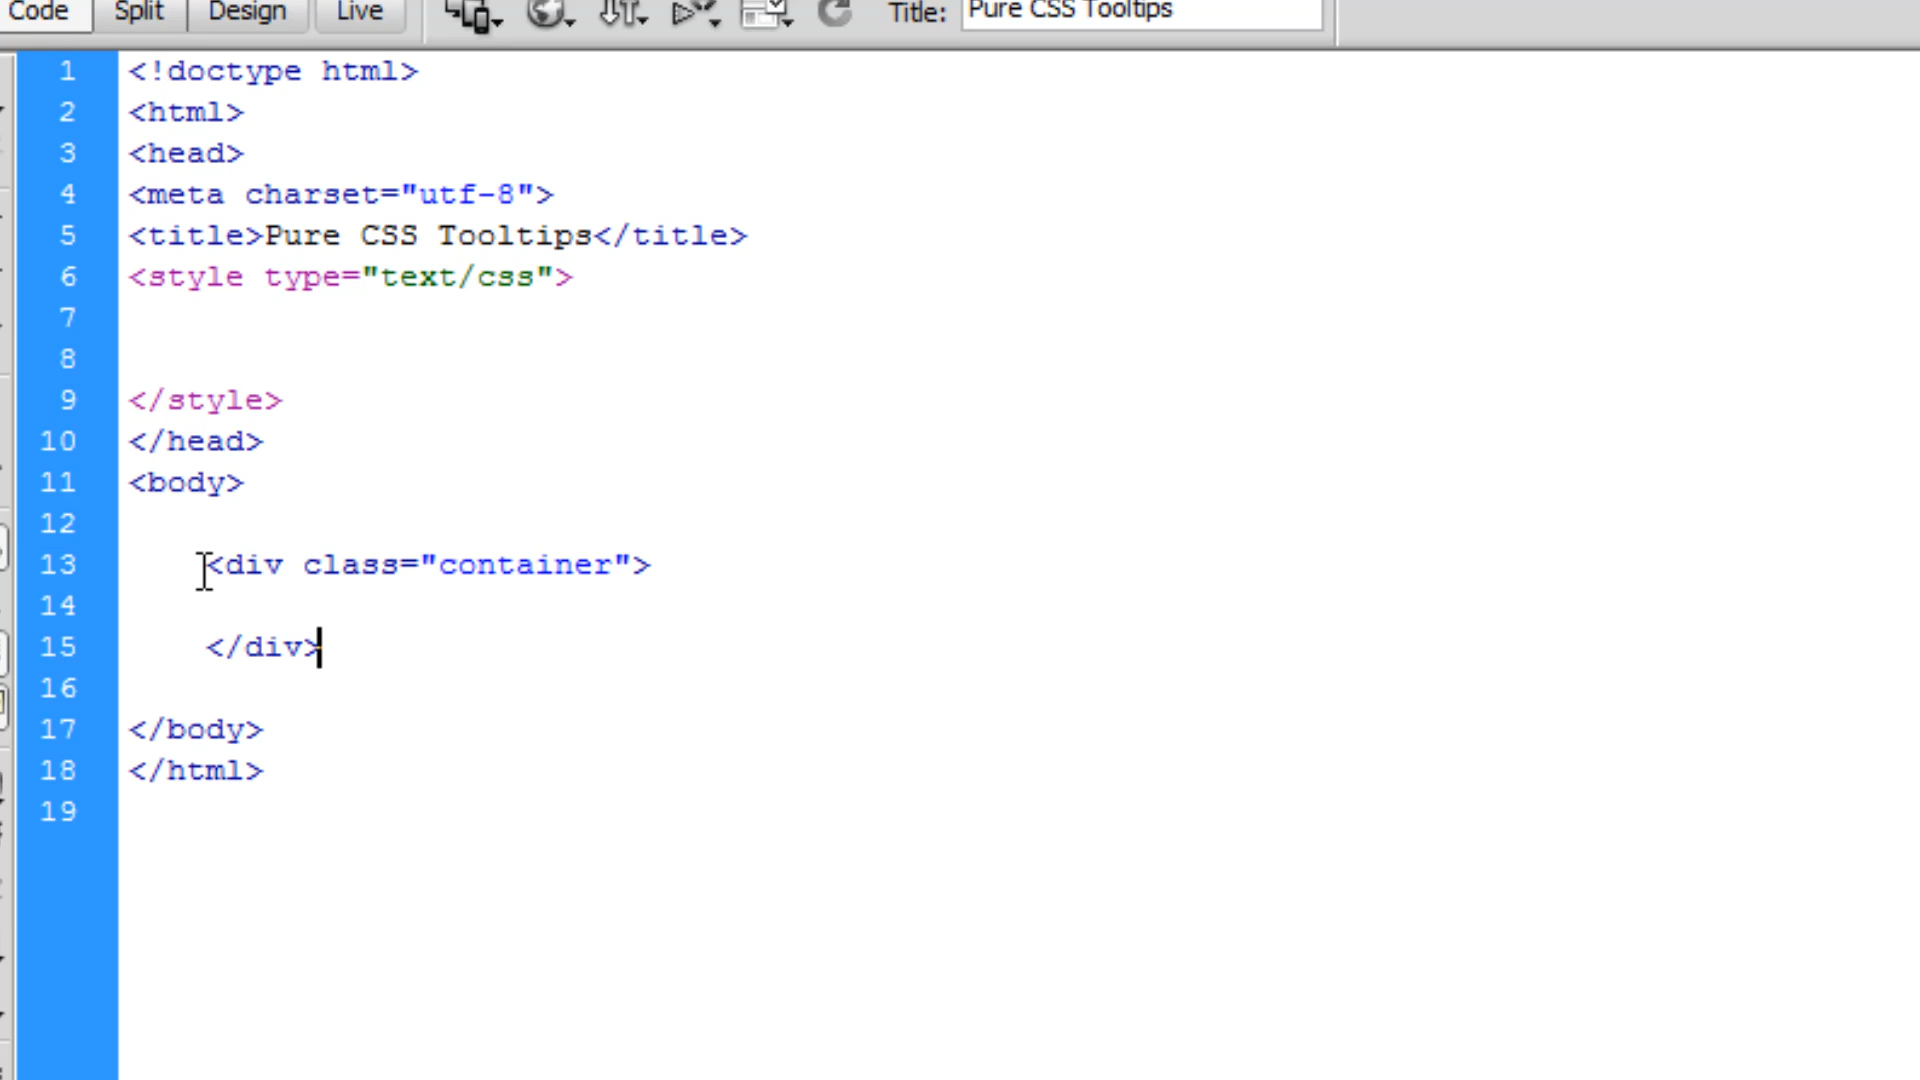 Code Split Design Live Title: Pure CSS Tooltips
1 <!doctype html>
2 <html>
3 <head>
4 <meta charset="utf-8">
5 <title>Pure CSS Tooltips</title>
6 <style type="text/css">
7
8
9 </style>
10 </head>
11 <body>
12
13 <div class="container">
14
15 </div>
16
17 </body>
18 </html>
19